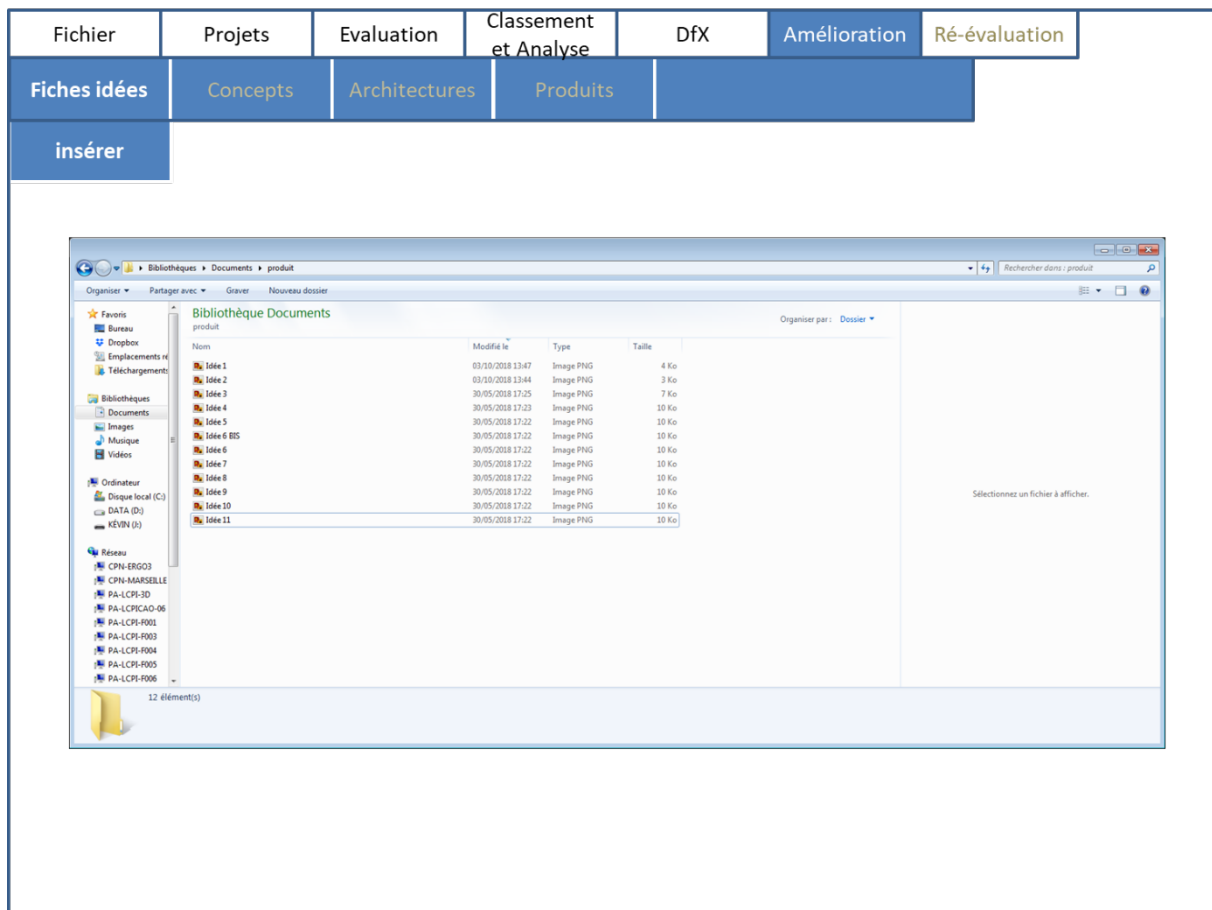 Fichier Projets Evaluation Classement et Analyse DfX Amélioration Ré-évaluation
Fiches idées Concepts Architectures Produits
insérer
Bibliothèques Documents produit Rechercher dans : produit
Organiser Partager avec Graver Nouveau dossier
Favoris
Bureau
Dropbox
Emplacements ré
Téléchargements
Bibliothèques
Documents
Images
Musique
Vidéos
Ordinateur
Disque local (C:)
DATA (D:)
KÉVIN (J:)
Réseau
CPN-ERGO3
CPN-MARSEILLE
PA-LCPI-3D
PA-LCPICAO-06
PA-LCPI-F001
PA-LCPI-F003
PA-LCPI-F004
PA-LCPI-F005
PA-LCPI-F006
Bibliothèque Documents
produit
Organiser par : Dossier
Nom Modifié le Type Taille
Idée 1 03/10/2018 13:47 Image PNG 4 Ko
Idée 2 03/10/2018 13:44 Image PNG 3 Ko
Idée 3 30/05/2018 17:25 Image PNG 7 Ko
Idée 4 30/05/2018 17:23 Image PNG 10 Ko
Idée 5 30/05/2018 17:22 Image PNG 10 Ko
Idée 6 BIS 30/05/2018 17:22 Image PNG 10 Ko
Idée 6 30/05/2018 17:22 Image PNG 10 Ko
Idée 7 30/05/2018 17:22 Image PNG 10 Ko
Idée 8 30/05/2018 17:22 Image PNG 10 Ko
Idée 9 30/05/2018 17:22 Image PNG 10 Ko
Idée 10 30/05/2018 17:22 Image PNG 10 Ko
Idée 11 30/05/2018 17:22 Image PNG 10 Ko
Sélectionnez un fichier à afficher.
12 élément(s)